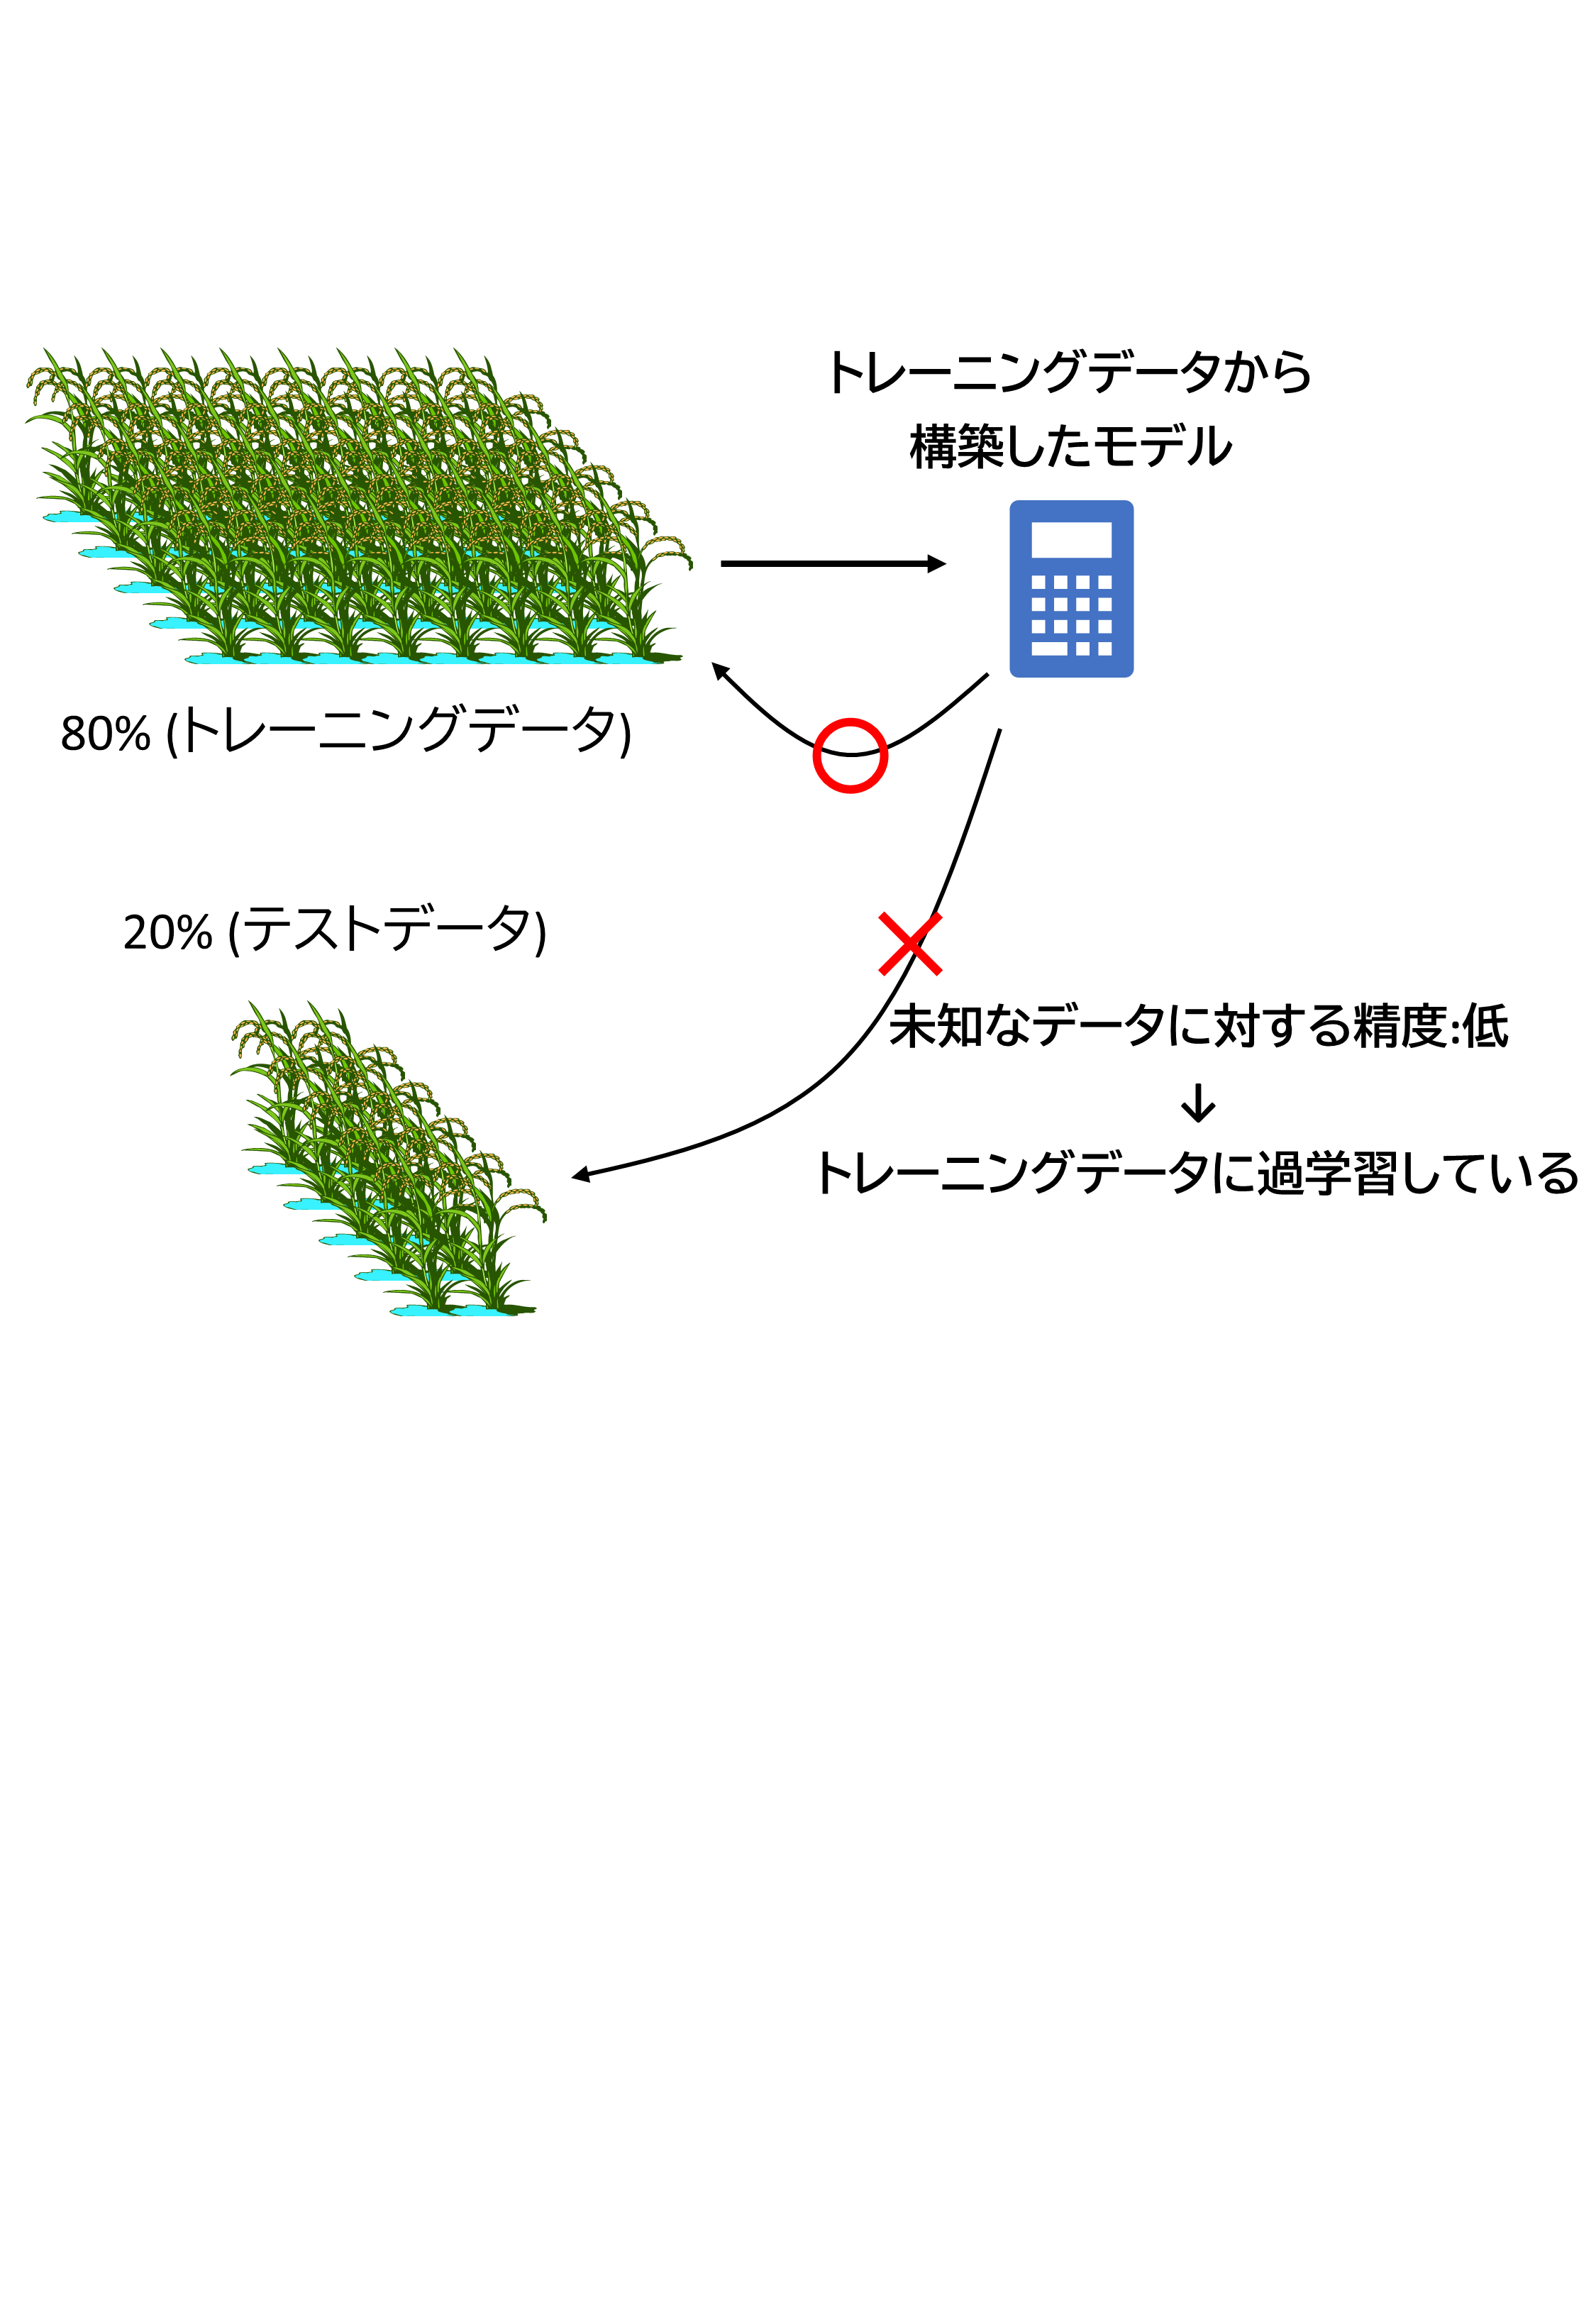 トレーニングデータから
構築したモデル
80% (トレーニングデータ)
20% (テストデータ)
未知なデータに対する精度:低
↓
トレーニングデータに過学習している